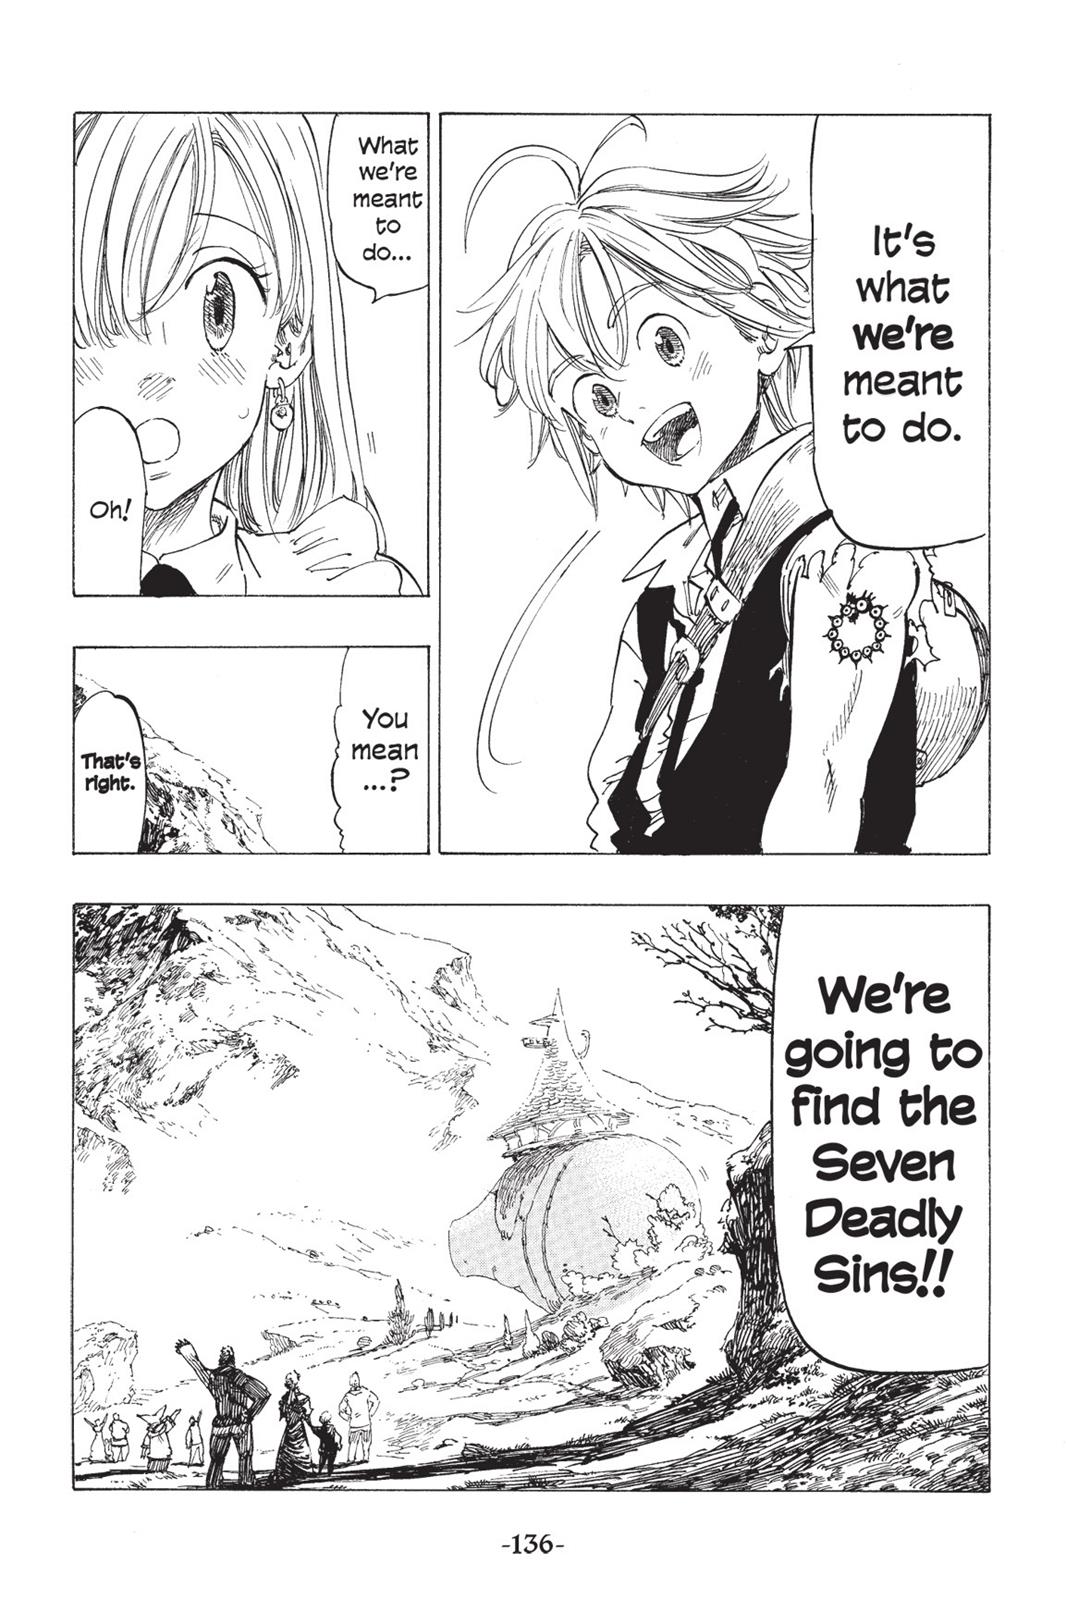 It's
what
we're
meant
to do.
What
we're
meant
to
do...
Oh!
You
mean
...?
That's
right.
We're
going to
find the
Seven
Deadly
Sins!!
-136-